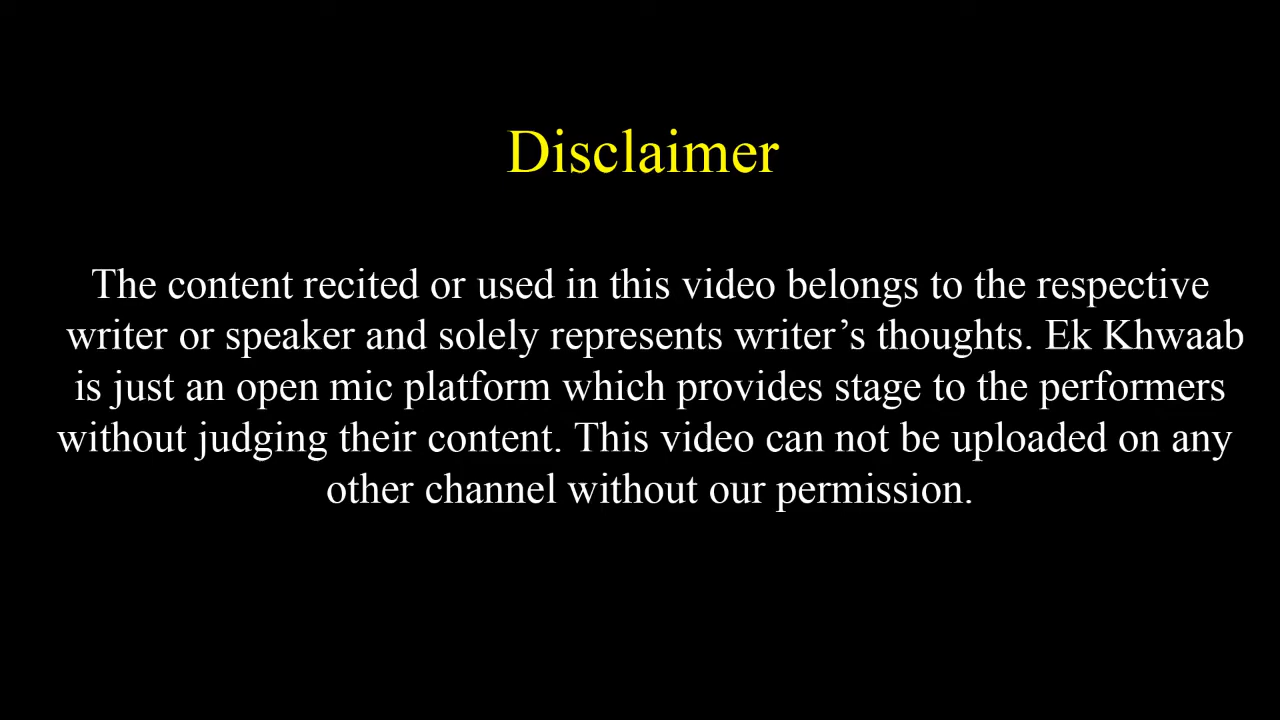 Disclaimer
The content recited or used in this video belongs to the respective
writer or speaker and solely represents writer’s thoughts. Ek Khwaab
is just an open mic platform which provides stage to the performers
without judging their content. This video can not be uploaded on any
other channel without our permission.